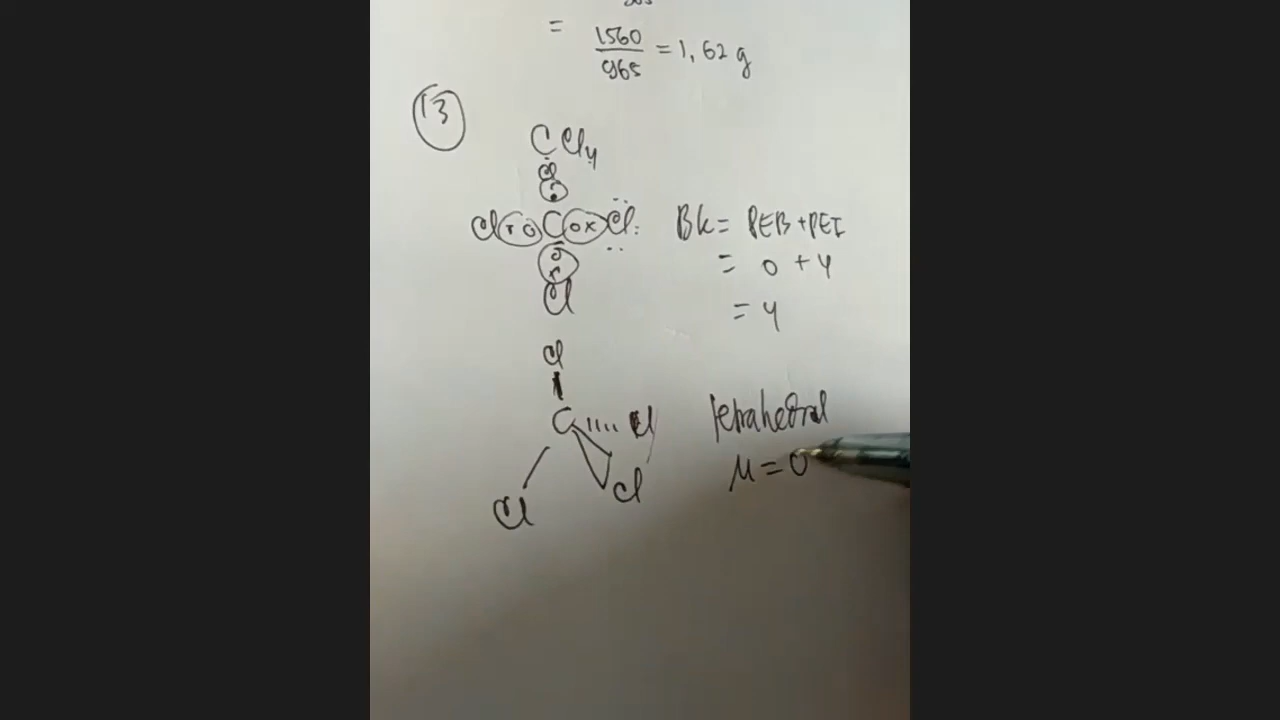 = 1560/965 = 1,62 g
13
CCl4
Cl
Cl C Cl
Cl
BK = PEB + PEI
= 0 + 4
= 4
Cl
C Cl
Cl Cl
Tetrahedral
μ = 0